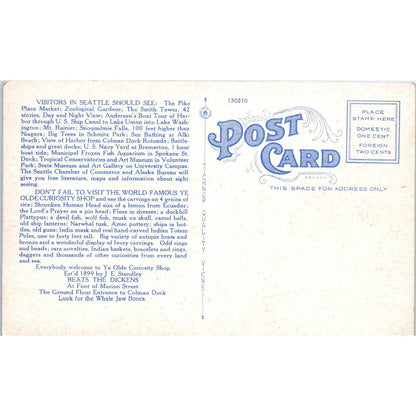 VISITORS IN SEATTLE SHOULD SEE: The Pike
Place Market; Zoological Gardens; The Smith Tower, 42
stories, Day and Night View; Anderson's Boat Tour of Har-
bor through U. S. Ship Canal to Lake Union into Lake Wash-
ington; Mt. Rainier; Snoqualmie Falls, 100 feet higher than
Niagara; Big Trees in Schmitz Park; Sea Bathing at Alki
Beach; View of Harbor from Colman Dock Rotunda; Battle-
ships and great docks; U. S. Navy Yard at Bremerton, 1 hour
boat ride; Municipal Frozen Fish Aquarium at Spokane St.
Dock; Tropical Conservatories and Art Museum in Volunteer
Park; State Museum and Art Gallery on University Campus.
The Seattle Chamber of Commerce and Alaska Bureau will
give you free literature, maps and information about sight
seeing.
DON'T FAIL TO VISIT THE WORLD FAMOUS YE
OLDE CURIOSITY SHOP and see the carvings on 4 grains of
rice; Shrunken Human Head size of a lemon from Ecuador;
the Lord's Prayer on a pin head; Fleas in dresses; a duckbill
Platypus; a devil fish, wolf fish, musk ox skull, camel bells,
old ship lanterns; Narwhal tusk, Aztec pottery; ships in bot-
tles, old guns; India mask and real hand-carved Indian Totem
Poles, one to forty feet tall. Big variety of antique brass and
bronze and a wonderful display of Ivory carvings. Odd rings
and beads; rare novelties, Indian baskets, bracelets and rings,
daggers and thousands of other curiosities from every land
and sea.
Everybody welcome to Ye Olde Curiosity Shop
Est'd 1899 by J. E. Standley
BEATS THE DICKENS
At Foot of Marion Street
The Ground Floor Entrance to Colman Dock
Look for the Whale Jaw Bones
QUALITY VIEWS
130210
POST CARD
THIS SPACE FOR ADDRESS ONLY
PLACE
STAMP HERE
DOMESTIC
ONE CENT
FOREIGN
TWO CENTS